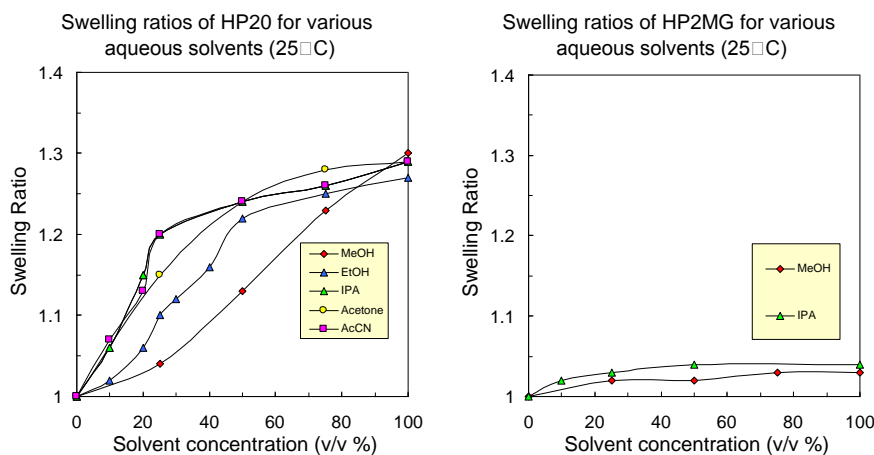 Swelling ratios of HP20 for various
aqueous solvents (25□C)
1.4
1.3
1.2
1.1
1
Swelling Ratio
0
20
40
60
80
100
Solvent concentration (v/v %)
MeOH
EtOH
IPA
Acetone
AcCN
Swelling ratios of HP2MG for various
aqueous solvents (25□C)
1.4
1.3
1.2
1.1
1
Swelling Ratio
0
20
40
60
80
100
Solvent concentration (v/v %)
MeOH
IPA